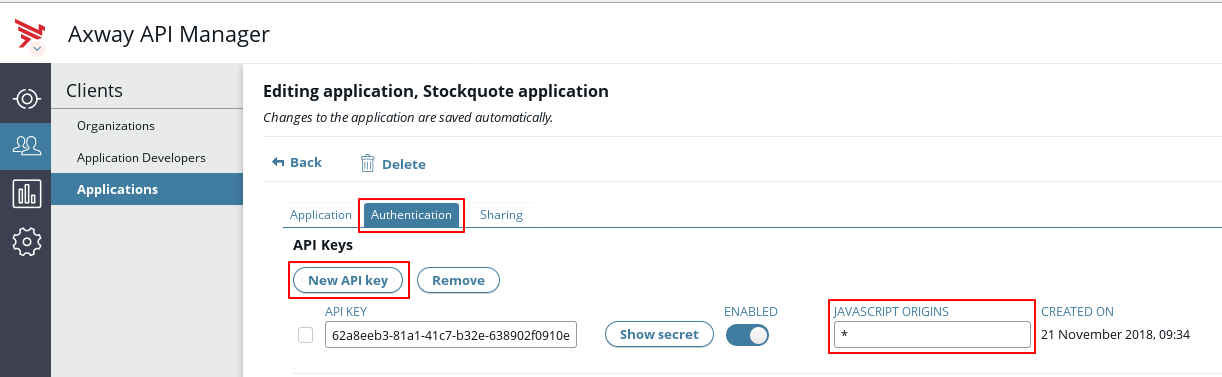 Axway API Manager
Clients
Organizations
Application Developers
Applications
Editing application, Stockquote application
Changes to the application are saved automatically.
Back Delete
Application Authentication Sharing
API Keys
New API key Remove
API KEY ENABLED JAVASCRIPT ORIGINS CREATED ON
62a8eeb3-81a1-41c7-b32e-638902f0910e Show secret * 21 November 2018, 09:34